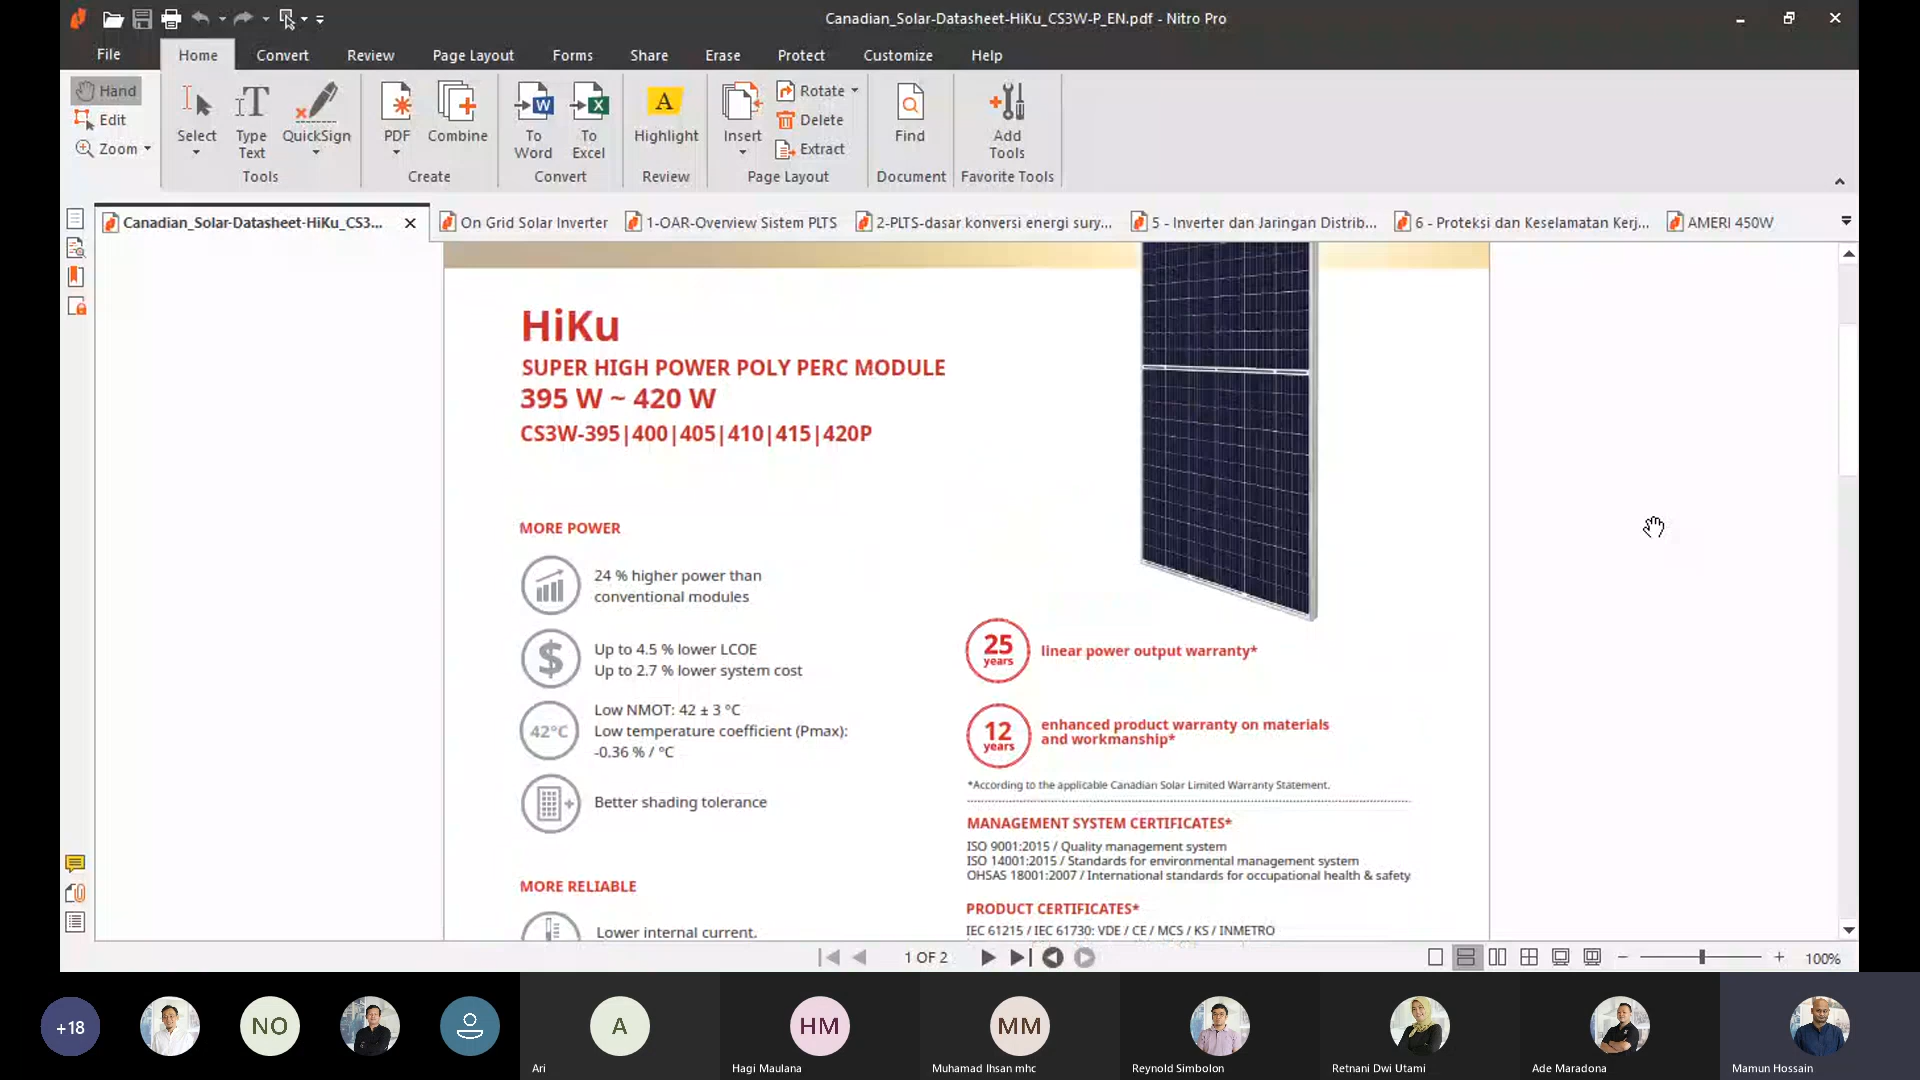 Canadian_Solar-Datasheet-HiKu_CS3W-P_EN.pdf - Nitro Pro
File
Home
Convert
Review
Page Layout
Forms
Share
Erase
Protect
Customize
Help
Hand
Edit
Zoom
Select
Type
Text
QuickSign
Tools
PDF
Combine
Create
To
Word
To
Excel
Convert
Highlight
Review
Insert
Rotate
Delete
Extract
Page Layout
Find
Document
Add
Tools
Favorite Tools
Canadian_Solar-Datasheet-HiKu_CS3...
On Grid Solar Inverter
1-OAR-Overview Sistem PLTS
2-PLTS-dasar konversi energi sury...
5 - Inverter dan Jaringan Distrib...
6 - Proteksi dan Keselamatan Kerj...
AMERI 450W
HiKu
SUPER HIGH POWER POLY PERC MODULE
395 W ~ 420 W
CS3W-395|400|405|410|415|420P
MORE POWER
24 % higher power than
conventional modules
Up to 4.5 % lower LCOE
Up to 2.7 % lower system cost
42°C
Low NMOT: 42 ± 3 °C
Low temperature coefficient (Pmax):
-0.36 % / °C
Better shading tolerance
MORE RELIABLE
Lower internal current.
25
years
linear power output warranty*
12
years
enhanced product warranty on materials
and workmanship*
*According to the applicable Canadian Solar Limited Warranty Statement.
MANAGEMENT SYSTEM CERTIFICATES*
ISO 9001:2015 / Quality management system
ISO 14001:2015 / Standards for environmental management system
OHSAS 18001:2007 / International standards for occupational health & safety
PRODUCT CERTIFICATES*
IEC 61215 / IEC 61730: VDE / CE / MCS / KS / INMETRO
1 OF 2
100%
+18
NO
A
Ari
HM
Hagi Maulana
MM
Muhamad Ihsan mhc
Reynold Simbolon
Retnani Dwi Utami
Ade Maradona
Mamun Hossain